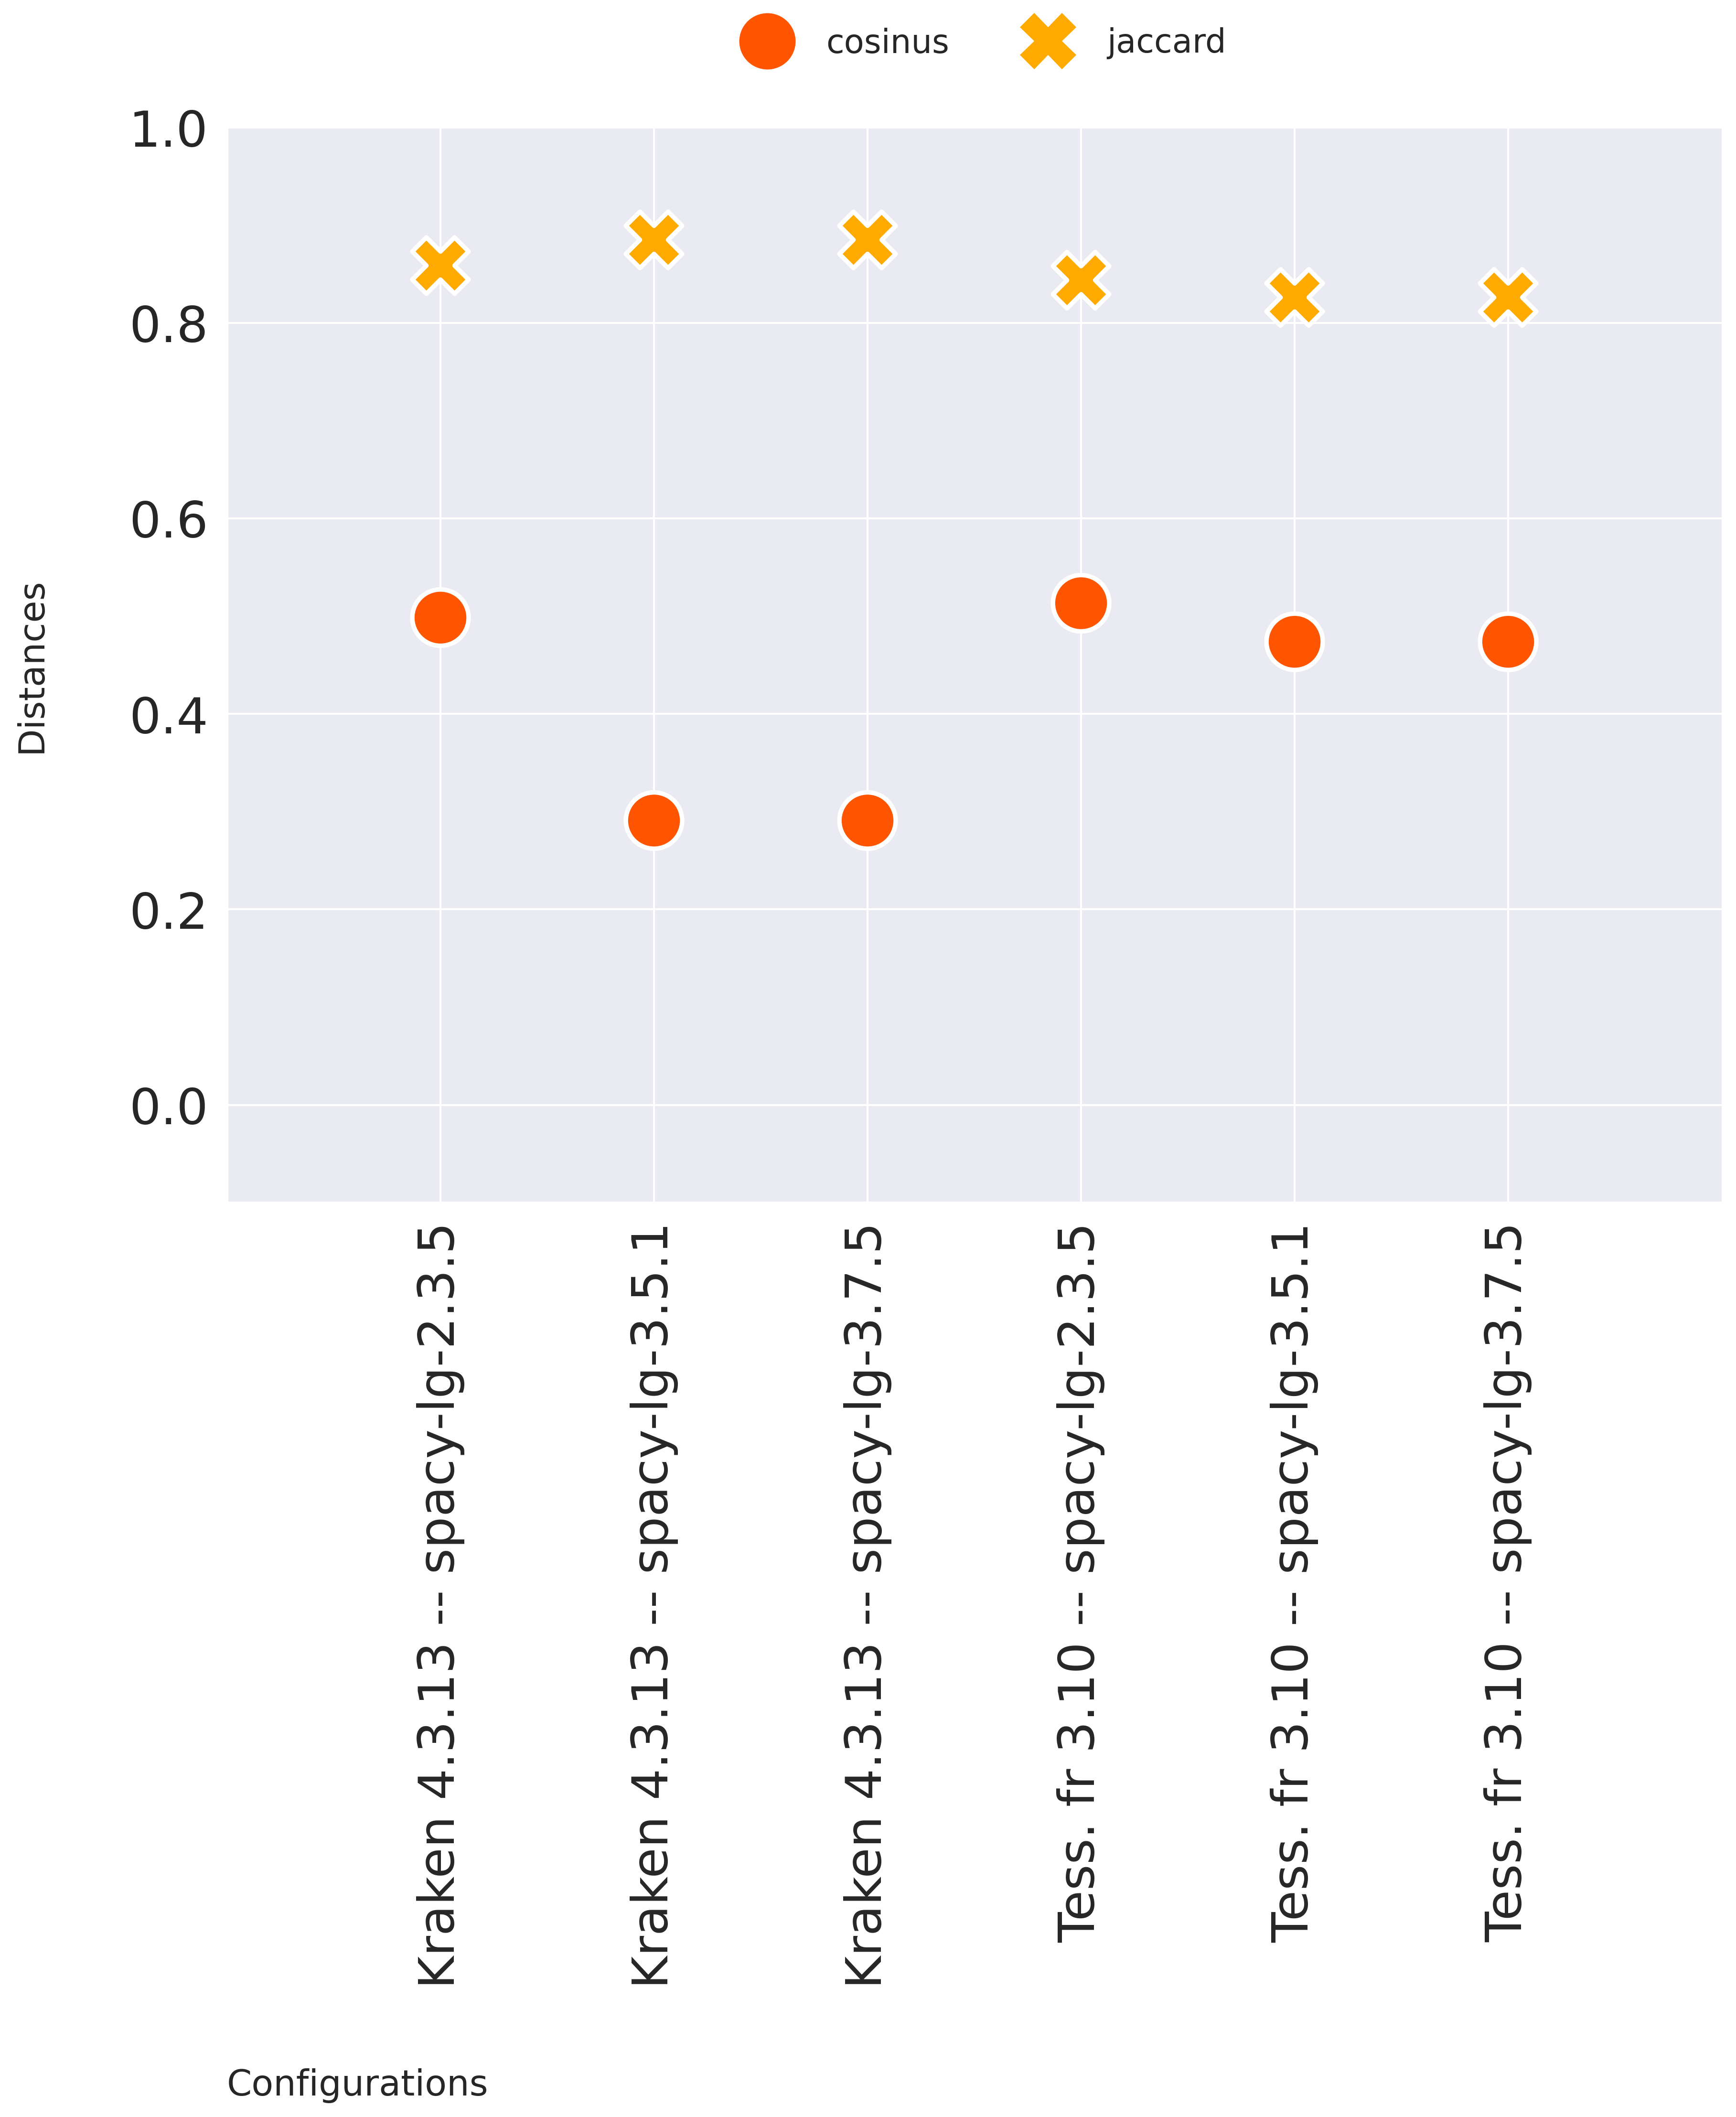 cosinus
jaccard
1.0
0.8
0.6
0.4
0.2
0.0
Distances
Kraken 4.3.13 -- spacy-lg-2.3.5
Kraken 4.3.13 -- spacy-lg-3.5.1
Kraken 4.3.13 -- spacy-lg-3.7.5
Tess. fr 3.10 -- spacy-lg-2.3.5
Tess. fr 3.10 -- spacy-lg-3.5.1
Tess. fr 3.10 -- spacy-lg-3.7.5
Configurations